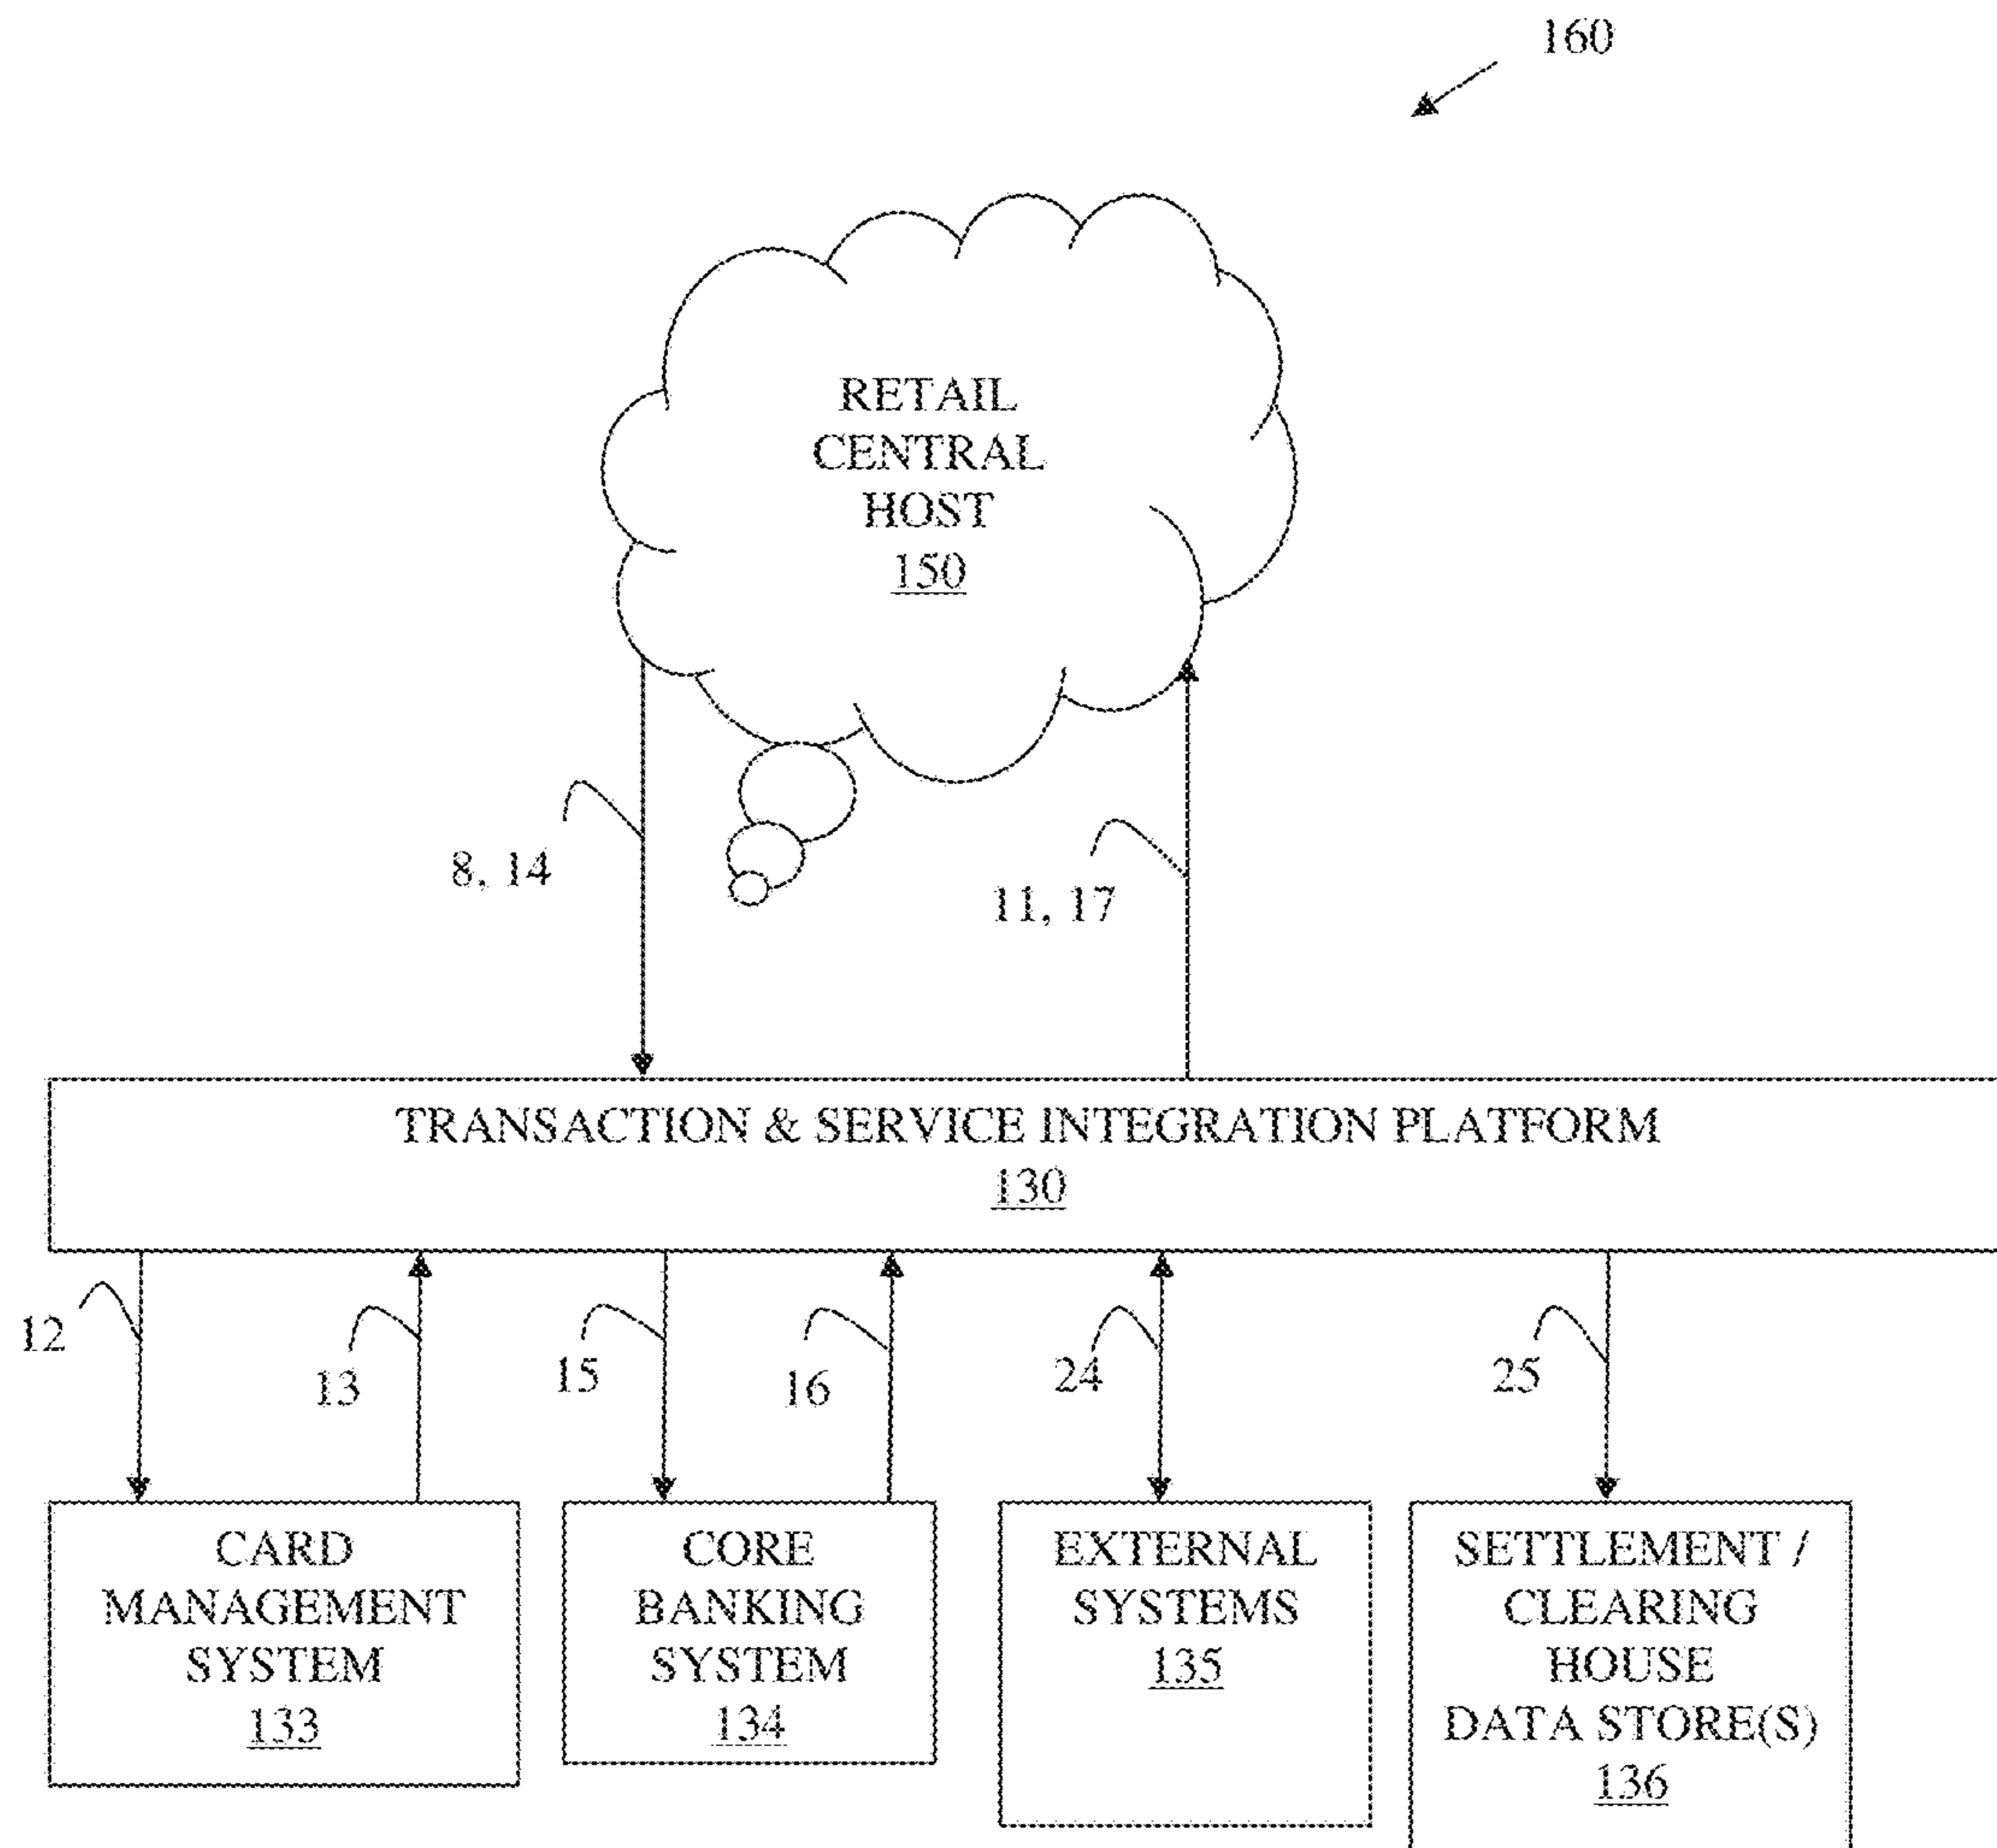 160
RETAIL
CENTRAL
HOST
150
8, 14
11, 17
TRANSACTION & SERVICE INTEGRATION PLATFORM
130
12
13
15
16
24
25
CARD
MANAGEMENT
SYSTEM
133
CORE
BANKING
SYSTEM
134
EXTERNAL
SYSTEMS
135
SETTLEMENT /
CLEARING
HOUSE
DATA STORE(S)
136